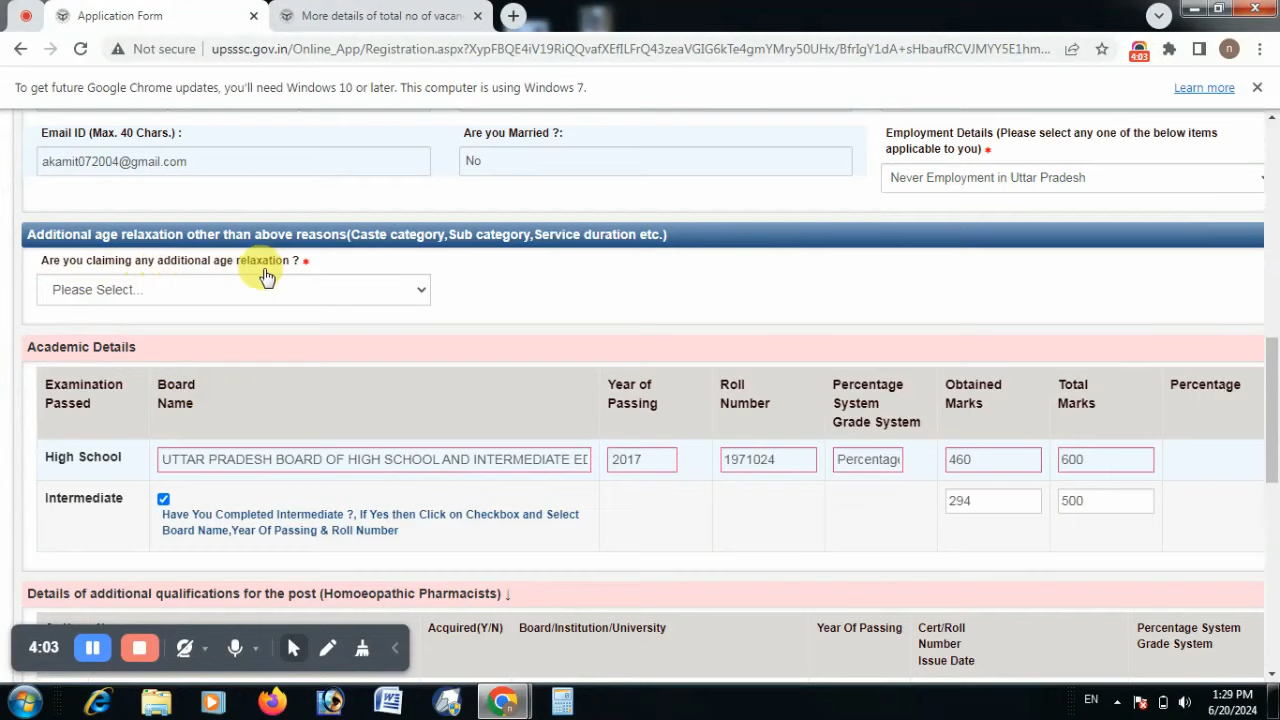 Application Form
More details of total no of vacan
Not secure
upsssc.gov.in/Online_App/Registration.aspx?XypFBQE4iV19RiQQvafXEfILFrQ43zeaVGIG6kTe4gmYMry50UHx/BfrIgY1dA+sHbaufRCVJMYY5E1hm...
4:03
n
To get future Google Chrome updates, you'll need Windows 10 or later. This computer is using Windows 7.
Learn more
Email ID (Max. 40 Chars.) :
akamit072004@gmail.com
Are you Married ?:
No
Employment Details (Please select any one of the below items
applicable to you) *
Never Employment in Uttar Pradesh
Additional age relaxation other than above reasons(Caste category,Sub category,Service duration etc.)
Are you claiming any additional age relaxation ? *
Please Select...
Academic Details
Examination
Passed
Board
Name
Year of
Passing
Roll
Number
Percentage
System
Grade System
Obtained
Marks
Total
Marks
Percentage
High School
UTTAR PRADESH BOARD OF HIGH SCHOOL AND INTERMEDIATE ED
2017
1971024
Percentag
460
600
Intermediate
Have You Completed Intermediate ?, If Yes then Click on Checkbox and Select
Board Name,Year Of Passing & Roll Number
294
500
Details of additional qualifications for the post (Homoeopathic Pharmacists) ↓
Acquired(Y/N)
Board/Institution/University
Year Of Passing
Cert/Roll
Number
Issue Date
Percentage System
Grade System
4:03
EN
1:29 PM
6/20/2024